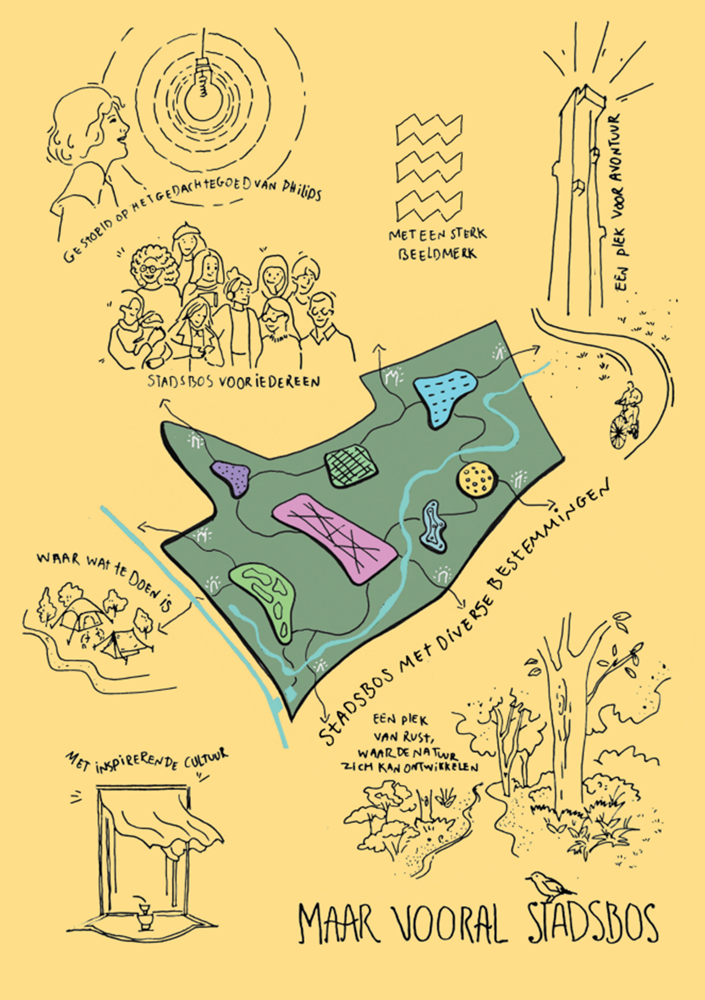 GESTOELD OP HET GEDACHTEGOED VAN PHILIPS
MET EEN STERK
BEELDMERK
EEN PLEK VOOR AVONTUUR
STADSBOS VOOR IEDEREEN
WAAR WAT TE DOEN IS
STADSBOS MET DIVERSE BESTEMMINGEN
EEN PLEK
VAN RUST,
WAAR DE NATUUR
ZICH KAN ONTWIKKELEN
MET INSPIRERENDE CULTUUR
MAAR VOORAL STADSBOS